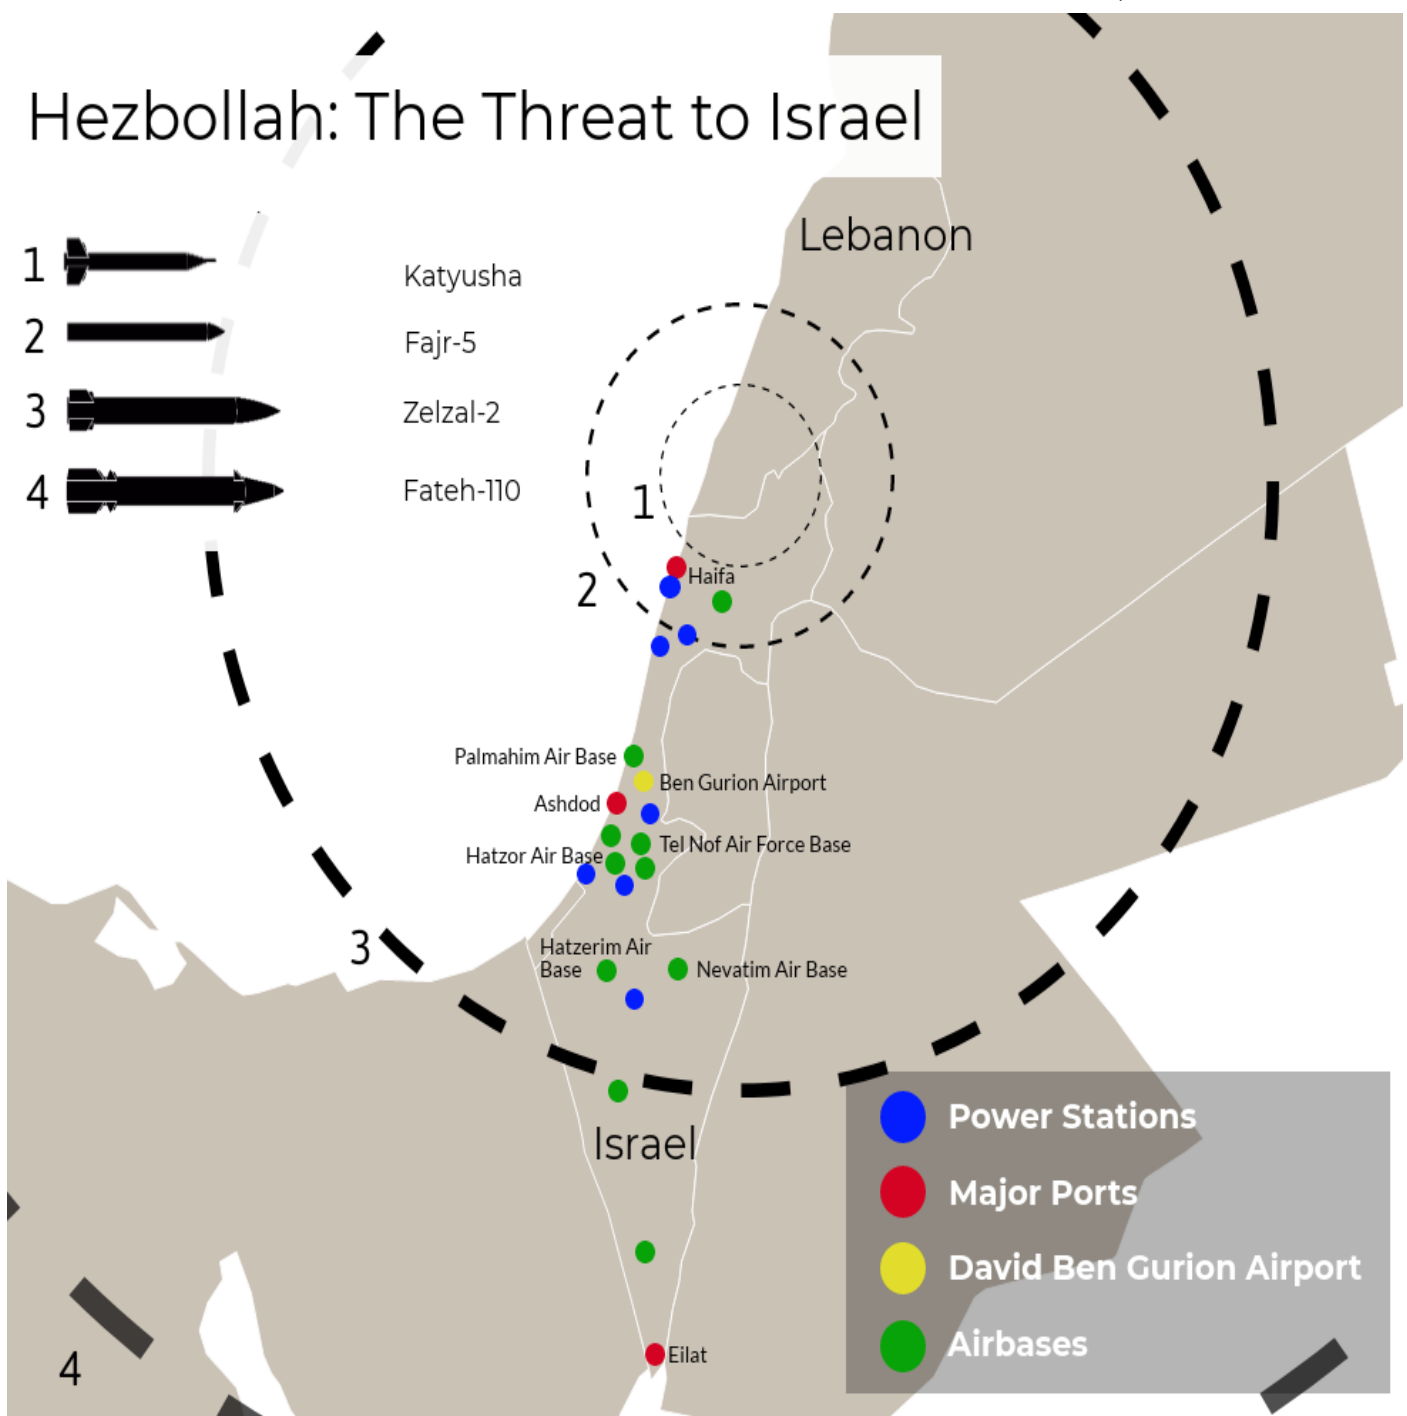 Hezbollah: The Threat to Israel
1
Katyusha
2
Fajr-5
3
Zelzal-2
4
Fateh-110
Lebanon
1
2
Haifa
Palmahim Air Base
Ben Gurion Airport
Ashdod
Tel Nof Air Force Base
Hatzor Air Base
3
Hatzerim Air
Base
Nevatim Air Base
Israel
Eilat
4
Power Stations
Major Ports
David Ben Gurion Airport
Airbases